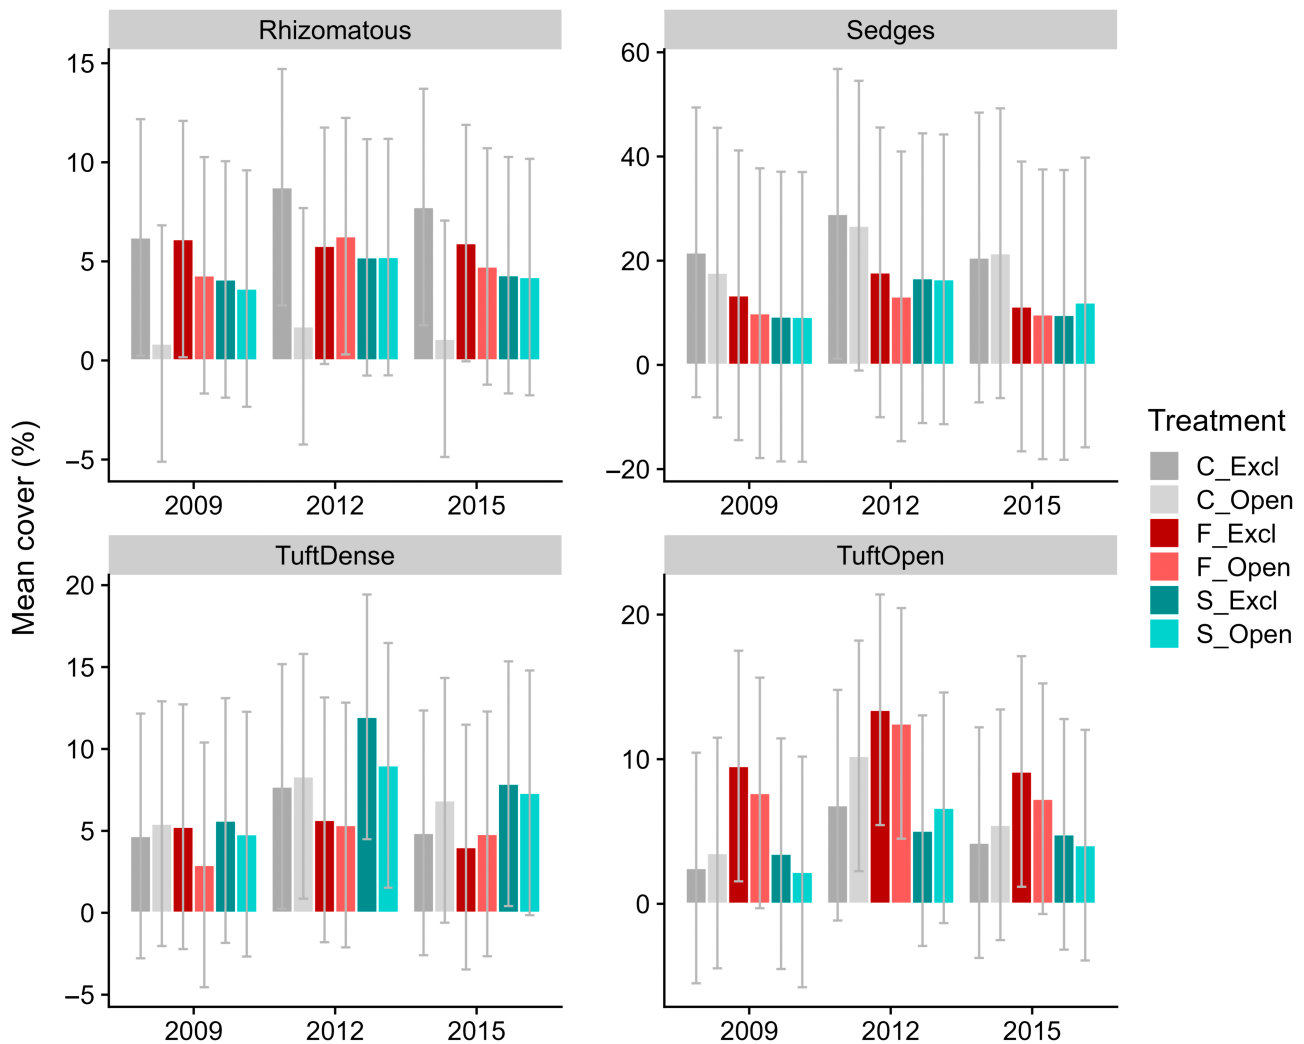 Rhizomatous
Sedges
15
10
5
0
−5
60
40
20
0
−20
2009 2012 2015
2009 2012 2015
Mean cover (%)
TuftDense
TuftOpen
20
15
10
5
0
−5
20
10
0
2009 2012 2015
2009 2012 2015
Treatment
C_Excl
C_Open
F_Excl
F_Open
S_Excl
S_Open